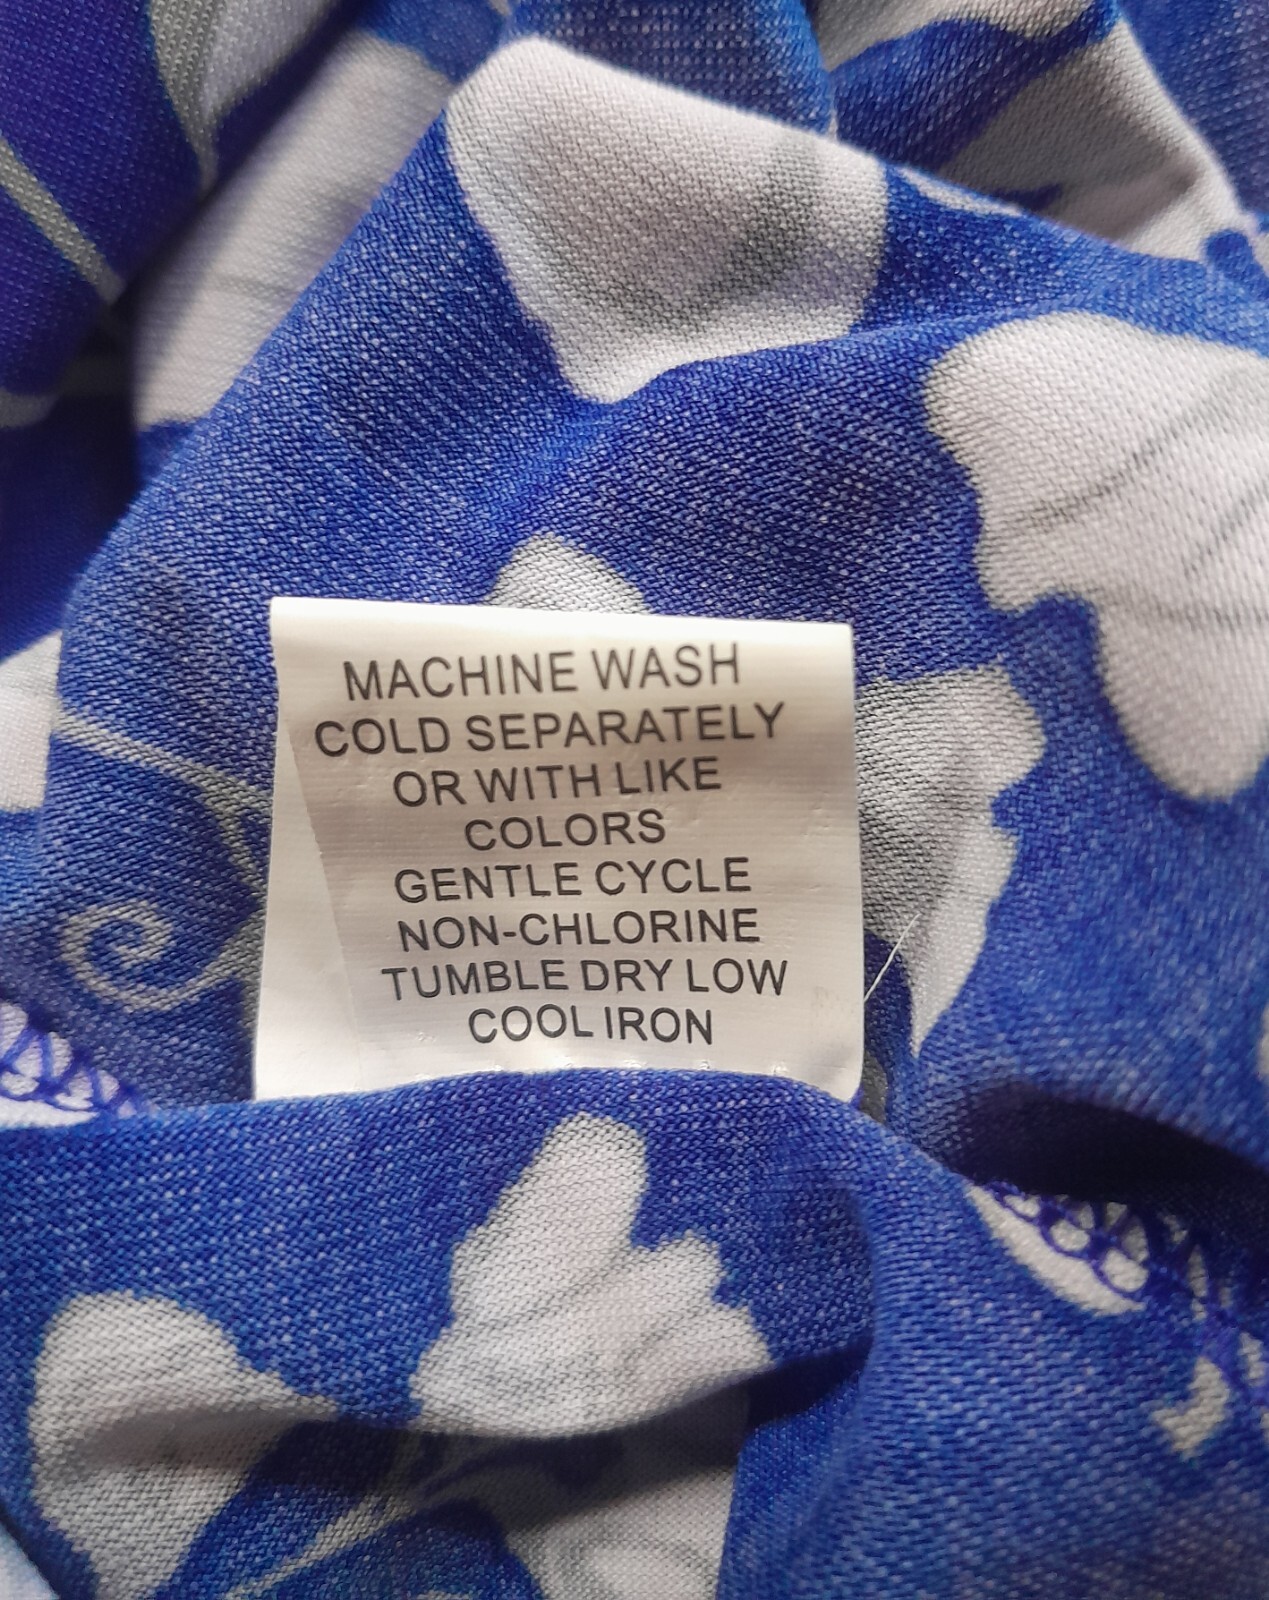 MACHINE WASH
COLD SEPARATELY
OR WITH LIKE
COLORS
GENTLE CYCLE
NON-CHLORINE
TUMBLE DRY LOW
COOL IRON